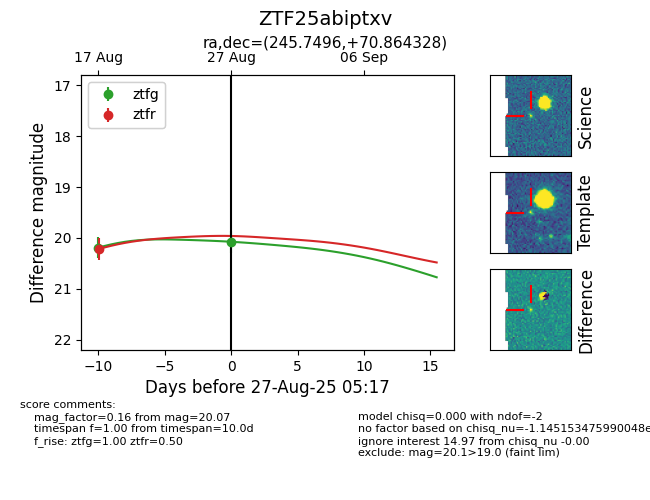 ZTF25abiptxv
ra,dec=(245.7496,+70.864328)
17 Aug 27 Aug 06 Sep
ztfg
ztfr
17
18
19
20
21
22
Difference magnitude
−10 −5 0 5 10 15
Days before 27-Aug-25 05:17
Science
Template
Difference
score comments:
mag_factor=0.16 from mag=20.07
timespan f=1.00 from timespan=10.0d
f_rise: ztfg=1.00 ztfr=0.50
model chisq=0.000 with ndof=-2
no factor based on chisq_nu=-1.145153475990048e
ignore interest 14.97 from chisq_nu -0.00
exclude: mag=20.1>19.0 (faint lim)